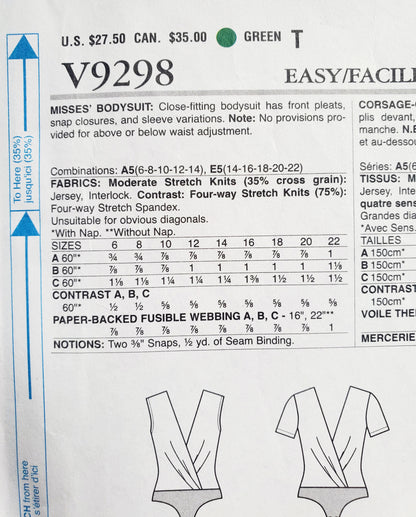 U.S. $27.50 CAN. $35.00 GREEN T
V9298 EASY/FACIL
MISSES' BODYSUIT: Close-fitting bodysuit has front pleats,
snap closures, and sleeve variations. Note: No provisions pro-
vided for above or below waist adjustment.
Combinations: A5(6-8-10-12-14), E5(14-16-18-20-22)
FABRICS: Moderate Stretch Knits (35% cross grain):
Jersey, Interlock. Contrast: Four-way Stretch Knits (75%):
Four-way Stretch Spandex.
Unsuitable for obvious diagonals.
*With Nap. **Without Nap.
SIZES 6 8 10 12 14 16 18 20 22
A 60"* ¾ ¾ ⅞ ⅞ ⅞ ⅞ ⅞ ⅞ 1
B 60"* ⅞ ⅞ ⅞ 1 1 1 1 1 1⅛
C 60"* 1⅛ 1⅛ 1¼ 1¼ 1¼ 1⅜ 1½ 1½ 1½
CONTRAST A, B, C
60"* ½ ½ ⅝ ⅝ ⅝ ⅝ ⅝ ⅝ ⅝
PAPER-BACKED FUSIBLE WEBBING A, B, C - 16", 22"**
⅞ ⅞ ⅞ ⅞ ⅞ ⅞ ⅞ ⅞ 1
NOTIONS: Two ⅜" Snaps, ½ yd. of Seam Binding.
CORSAGE-
plis devant,
manche. N.
et au-dessou
Séries: A5(6
TISSUS: M
Jersey, Inter
quatre sens
Grandes dia
*Avec Sens.
TAILLES
A 150cm*
B 150cm*
C 150cm*
CONTRAST
150cm*
VOILE THE
MERCERIE
To Here (35%)
jusqu'ici (35%)
CH from here
s'étirer d'ici